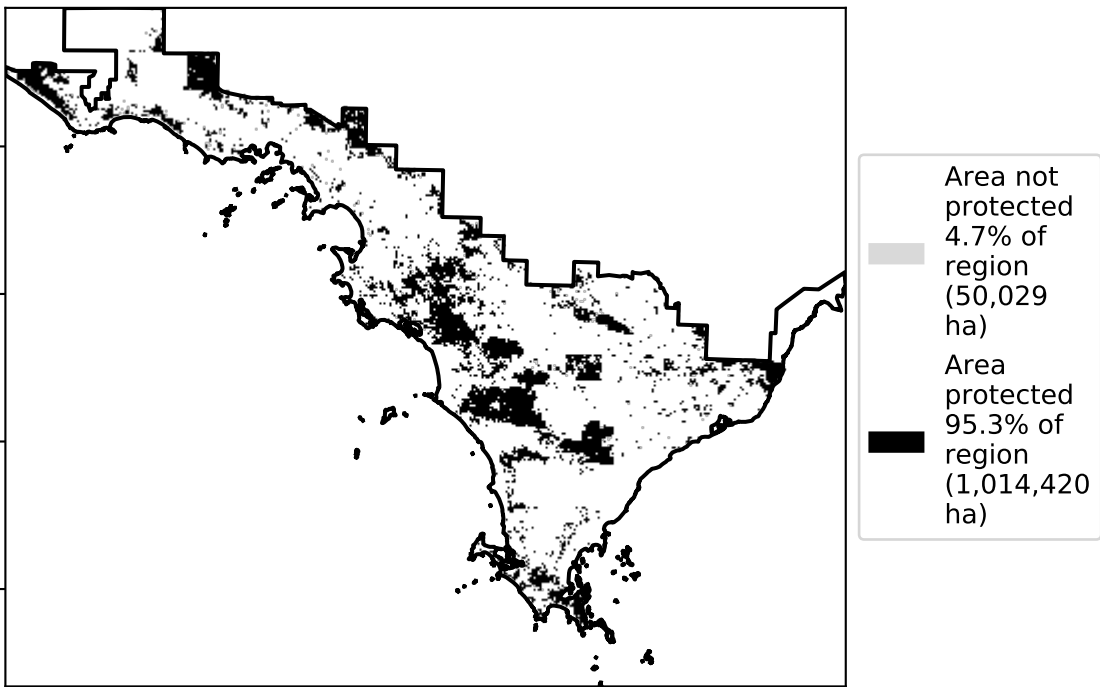 Area not
protected
4.7% of
region
(50,029
ha)
Area
protected
95.3% of
region
(1,014,420
ha)